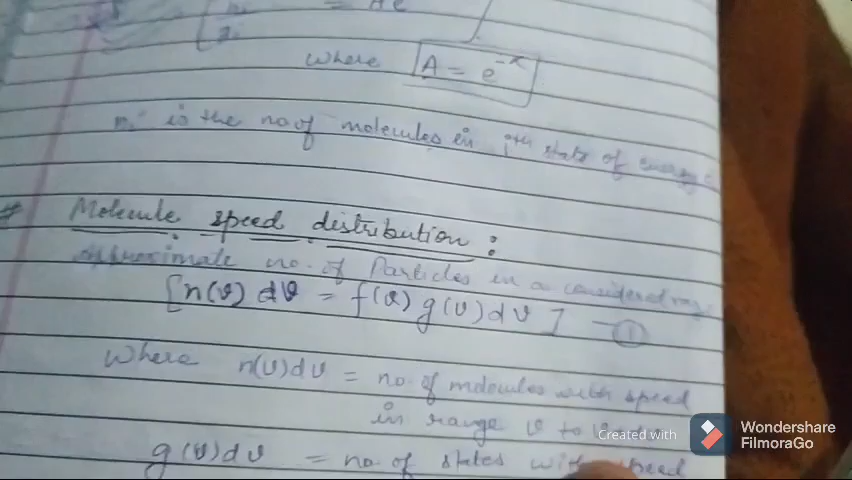 = Ae
where A = e^-α
ni is the no of molecules in ith state of energy
# Molecule speed distribution :
approximate no. of Particles in a considered
[n(v) dv = f(v) g(v) dv] — ①
Where n(v)dv = no. of molecules with speed
in range v to
g(v)dv = no of states with speed
Created with
Wondershare
FilmoraGo